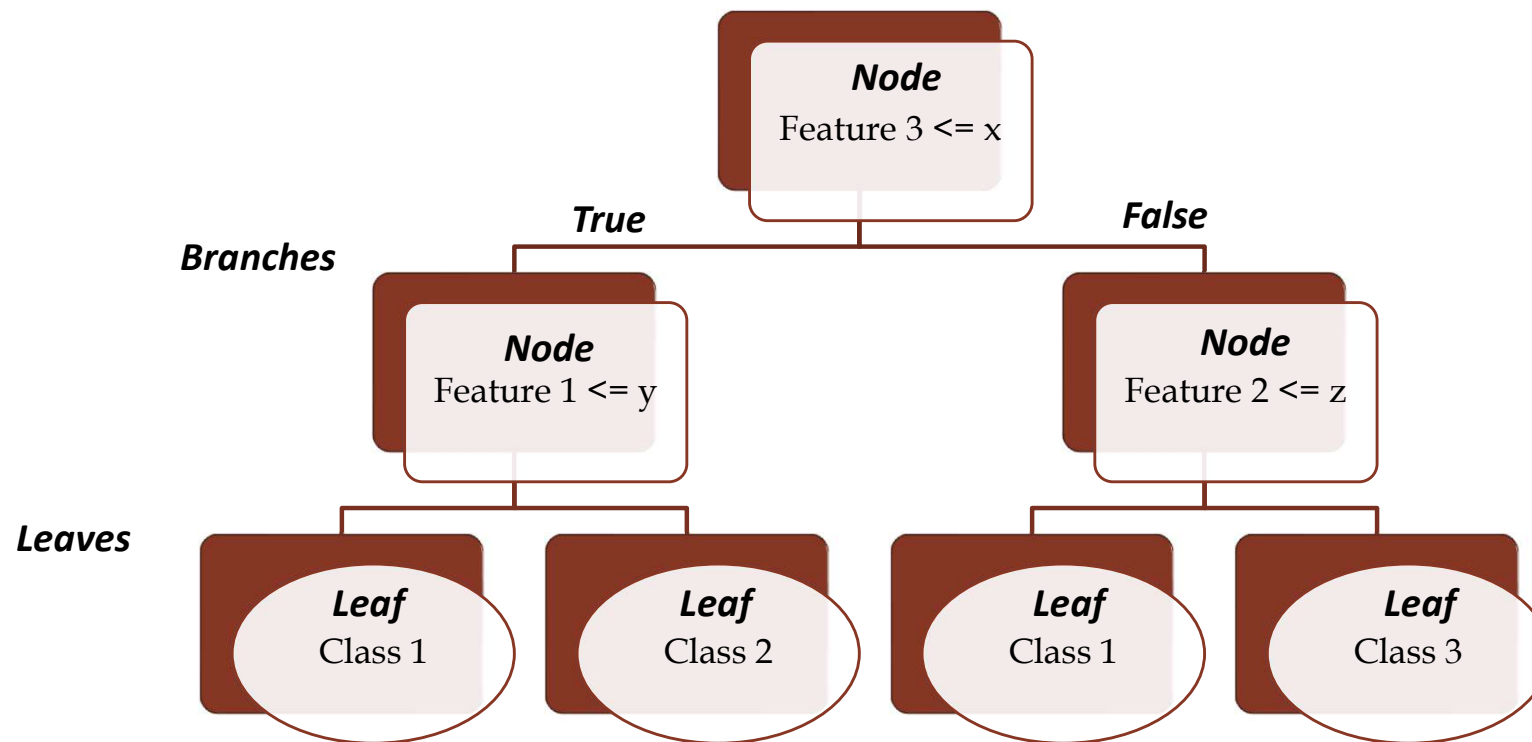 Node
Feature 3 <= x
True
False
Branches
Node
Feature 1 <= y
Node
Feature 2 <= z
Leaves
Leaf
Class 1
Leaf
Class 2
Leaf
Class 1
Leaf
Class 3